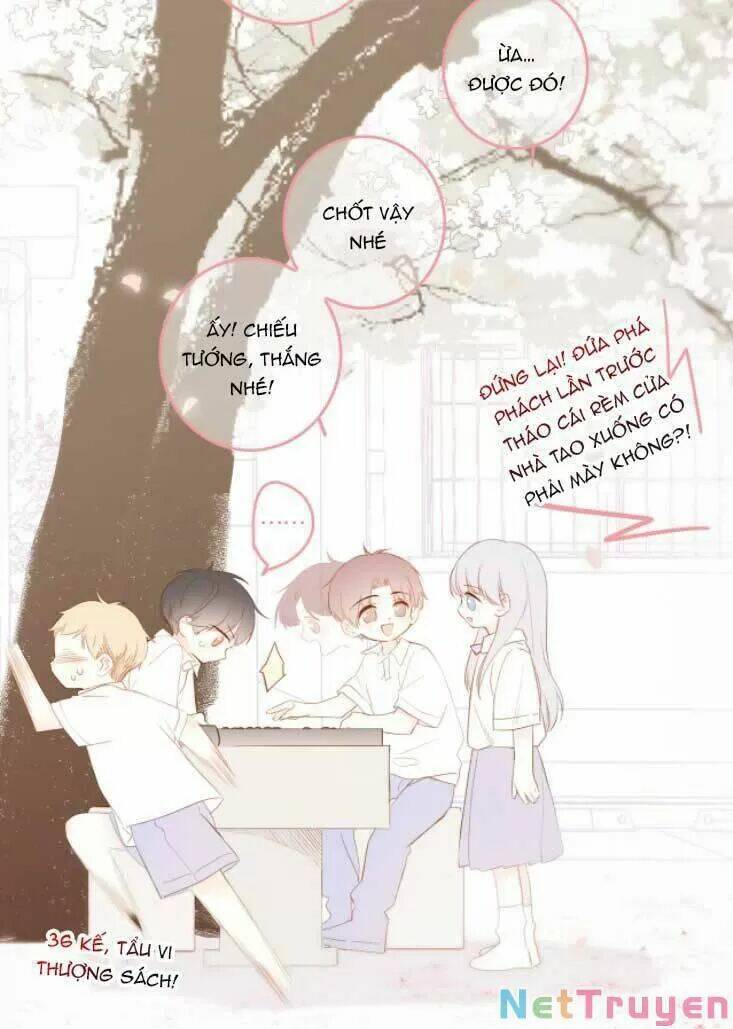 ỪA...
ĐƯỢC ĐÓ!
CHỐT VẬY
NHÉ
ẤY! CHIẾU
TƯỚNG, THẮNG
NHÉ!
ĐỨNG LẠI! ĐỨA PHÁ
PHÁCH LẦN TRƯỚC
THÁO CÁI RÈM CỬA
NHÀ TAO XUỐNG CÓ
PHẢI MÀY KHÔNG?!
......
36 KẾ, TẨU VI
THƯỢNG SÁCH!
NetTruyen